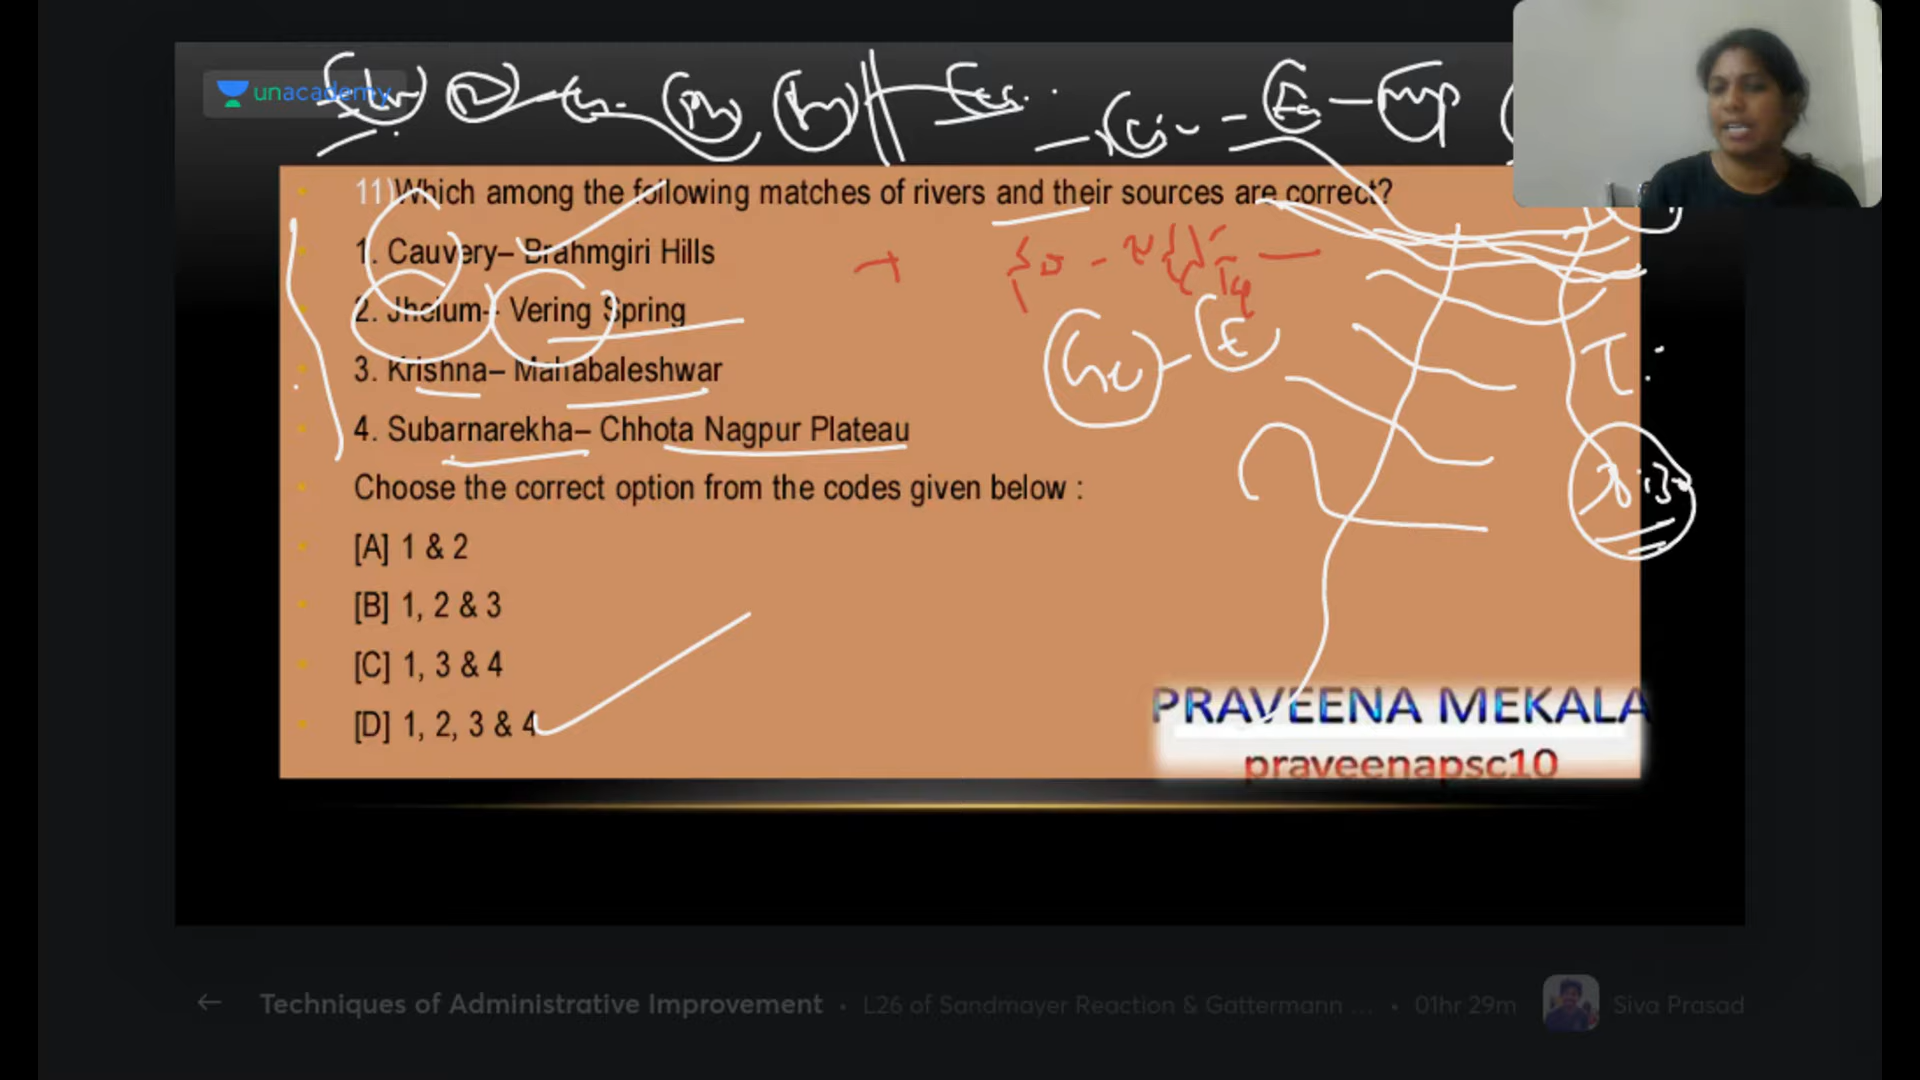 unacademy
11)Which among the following matches of rivers and their sources are correct?
1. Cauvery– Brahmgiri Hills
2. Jhelum- Vering Spring
3. Krishna– Mahabaleshwar
4. Subarnarekha– Chhota Nagpur Plateau
Choose the correct option from the codes given below :
[A] 1 & 2
[B] 1, 2 & 3
[C] 1, 3 & 4
[D] 1, 2, 3 & 4
PRAVEENA MEKALA
praveenapsc10
Techniques of Administrative Improvement • L26 of Sandmayer Reaction & Gattermann ... • 01hr 29m Siva Prasad